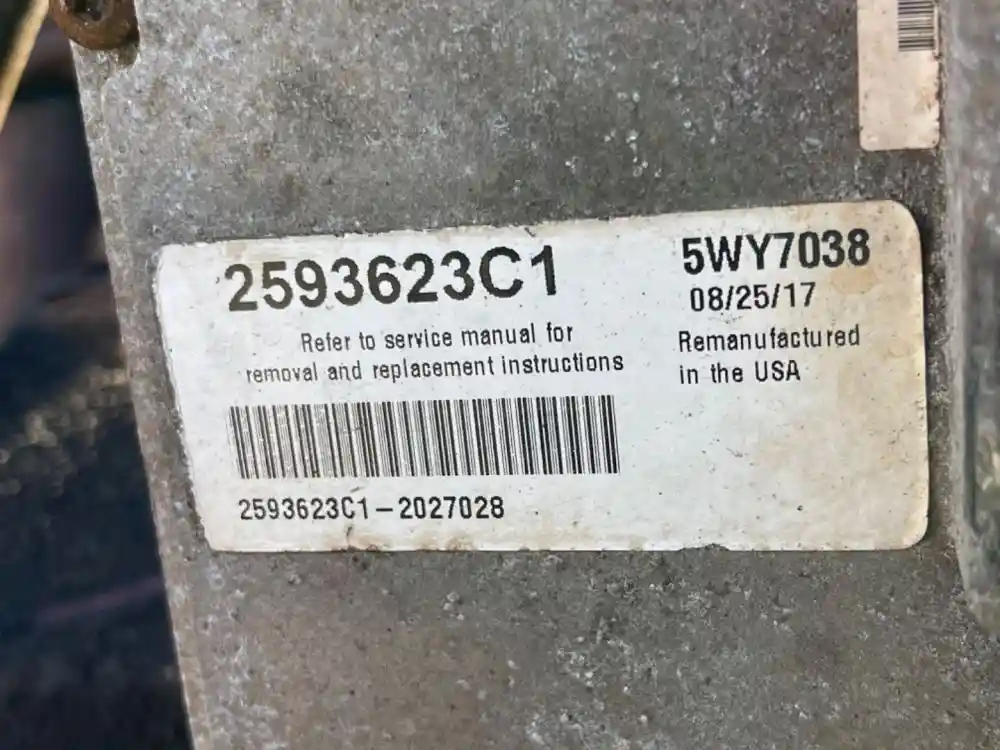 2593623C1
Refer to service manual for
removal and replacement instructions
2593623C1-2027028
5WY7038
08/25/17
Remanufactured
in the USA